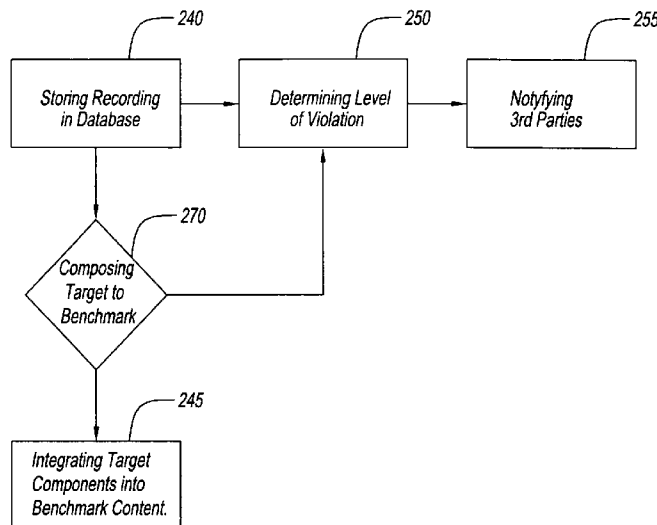 240
Storing Recording
in Database
250
Determining Level
of Violation
255
Notyfying
3rd Parties
270
Composing
Target to
Benchmark
245
Integrating Target
Components into
Benchmark Content.